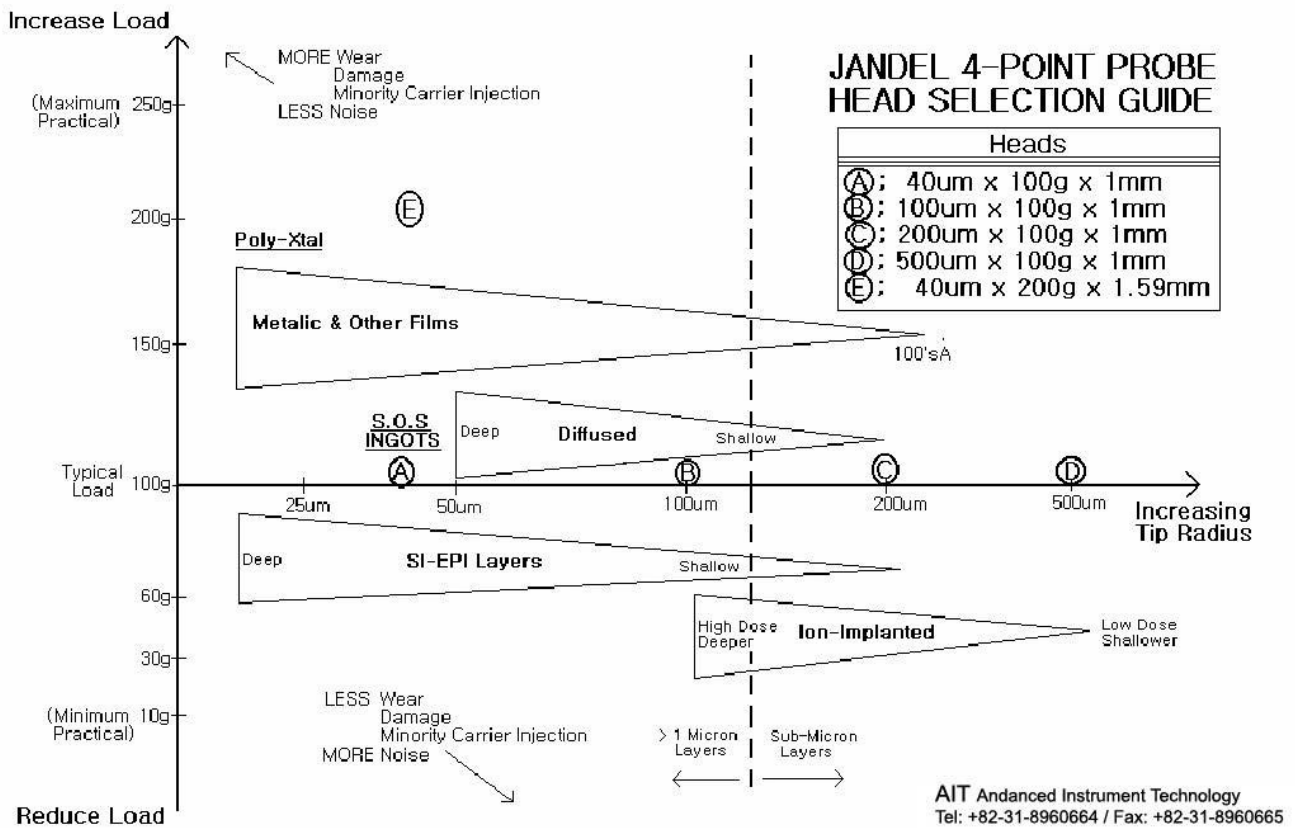 Increase Load
MORE Wear
Damage
Minority Carrier Injection
LESS Noise
JANDEL 4-POINT PROBE
HEAD SELECTION GUIDE
Heads
A; 40um x 100g x 1mm
B; 100um x 100g x 1mm
C; 200um x 100g x 1mm
D; 500um x 100g x 1mm
E; 40um x 200g x 1.59mm
(Maximum 250g
Practical)
E
200g
Poly-Xtal
Metalic & Other Films
150g
100'sA
S.O.S
INGOTS
Deep
Diffused
Shallow
Typical
Load
100g
A
B
C
D
25um
50um
100um
200um
500um
Increasing
Tip Radius
Deep
SI-EPI Layers
Shallow
60g
High Dose
Deeper
Ion-Implanted
Low Dose
Shallower
30g
(Minimum 10g
Practical)
LESS Wear
Damage
Minority Carrier Injection
MORE Noise
> 1 Micron
Layers
Sub-Micron
Layers
Reduce Load
AIT Andanced Instrument Technology
Tel: +82-31-8960664 / Fax: +82-31-8960665